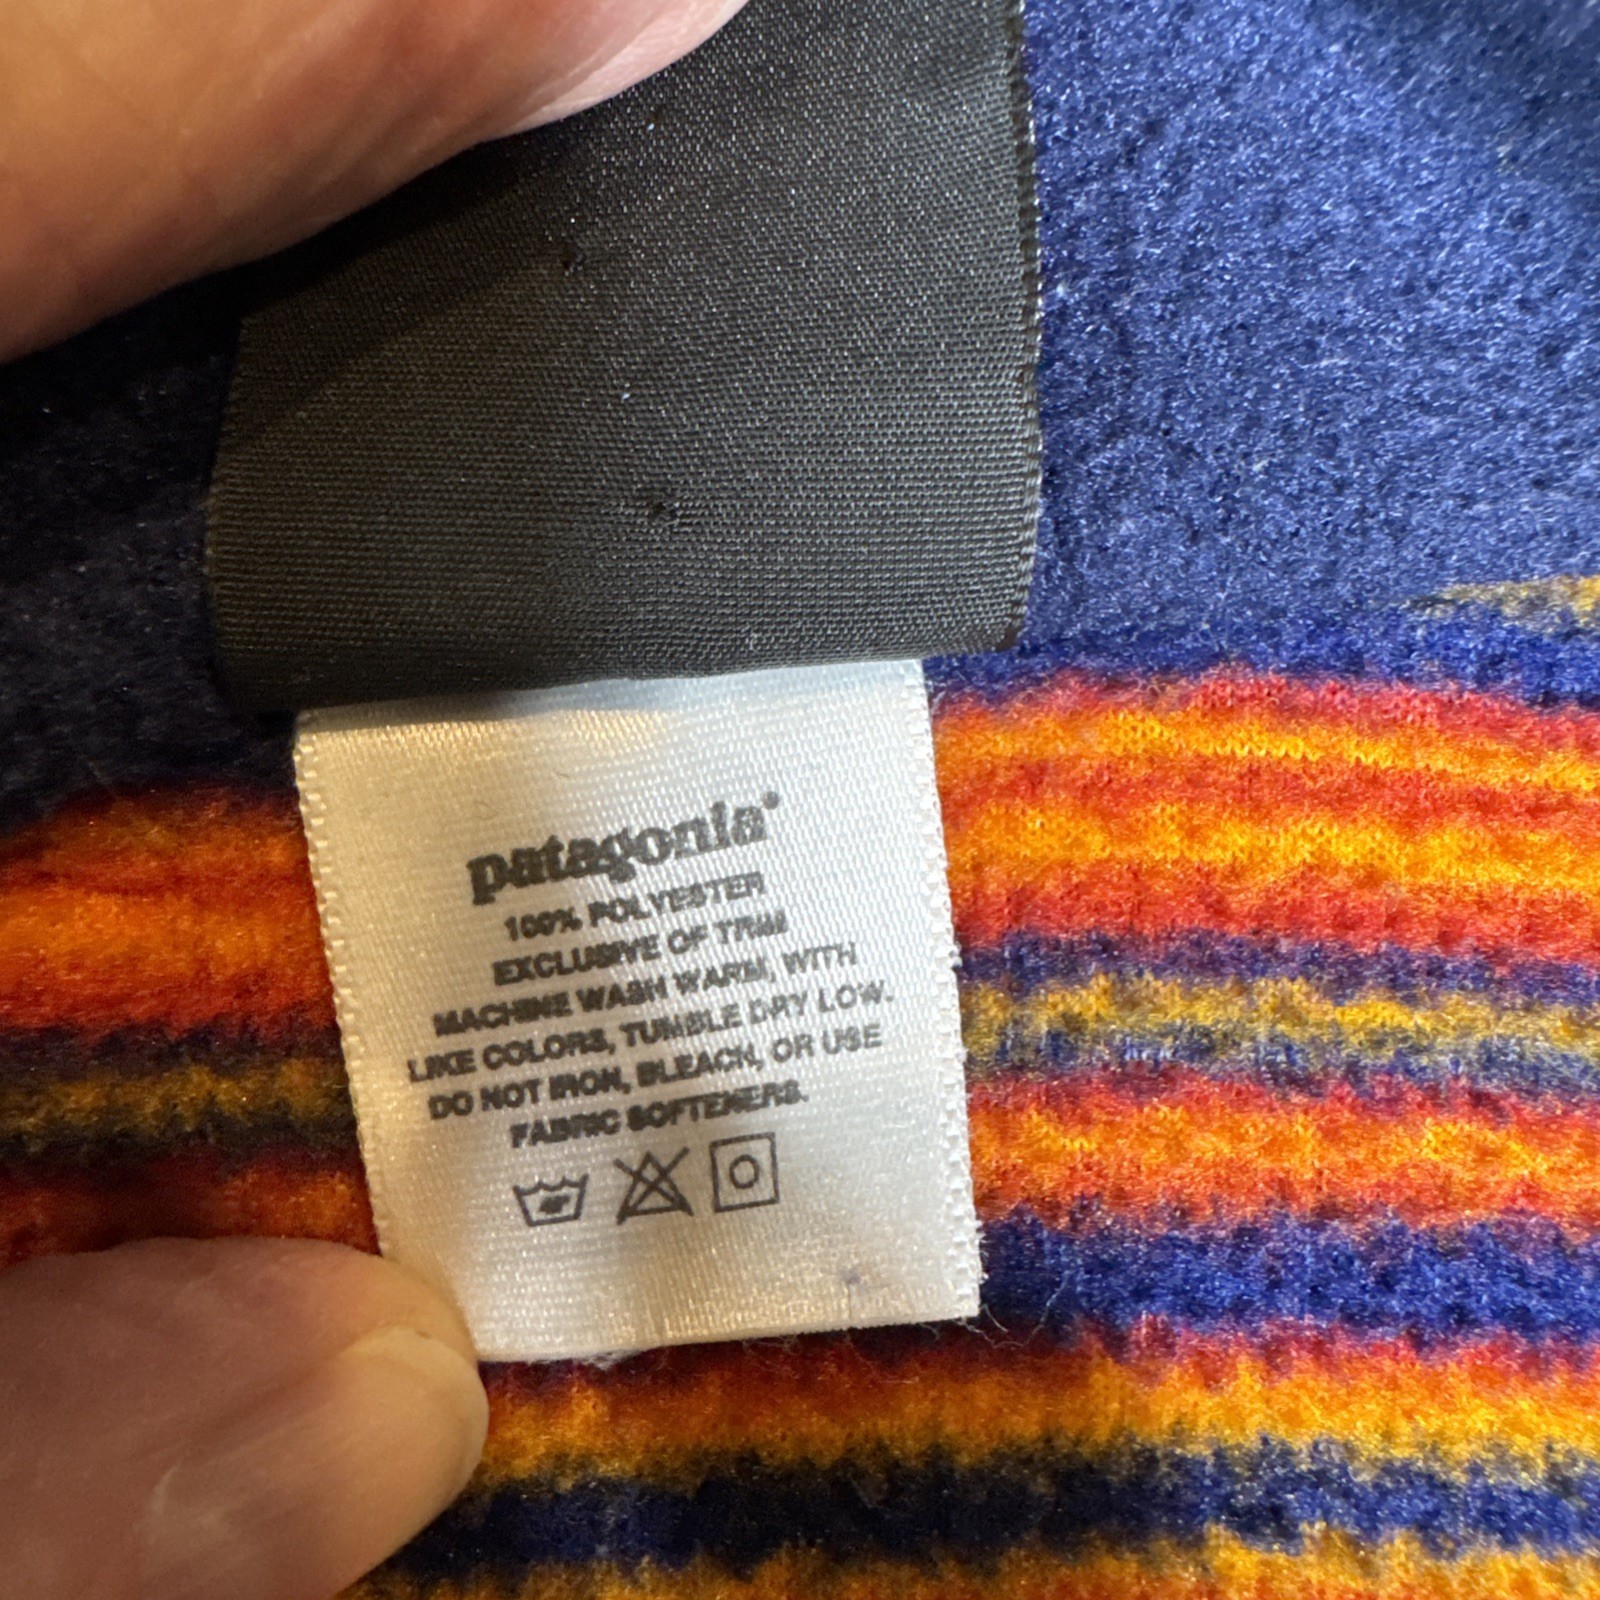 patagonia®
100% POLYESTER
EXCLUSIVE OF TRIM
MACHINE WASH WARM, WITH
LIKE COLORS, TUMBLE DRY LOW.
DO NOT IRON, BLEACH, OR USE
FABRIC SOFTENERS.